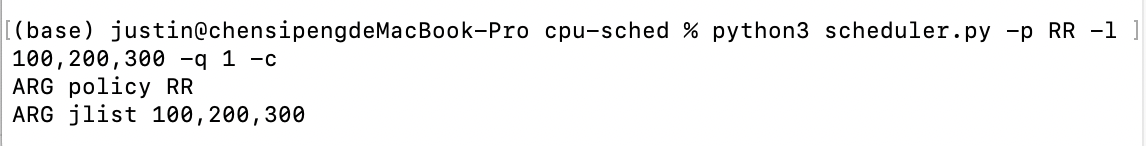 [(base) justin@chensipengdeMacBook-Pro cpu-sched % python3 scheduler.py -p RR -l ]
100,200,300 -q 1 -c
ARG policy RR
ARG jlist 100,200,300